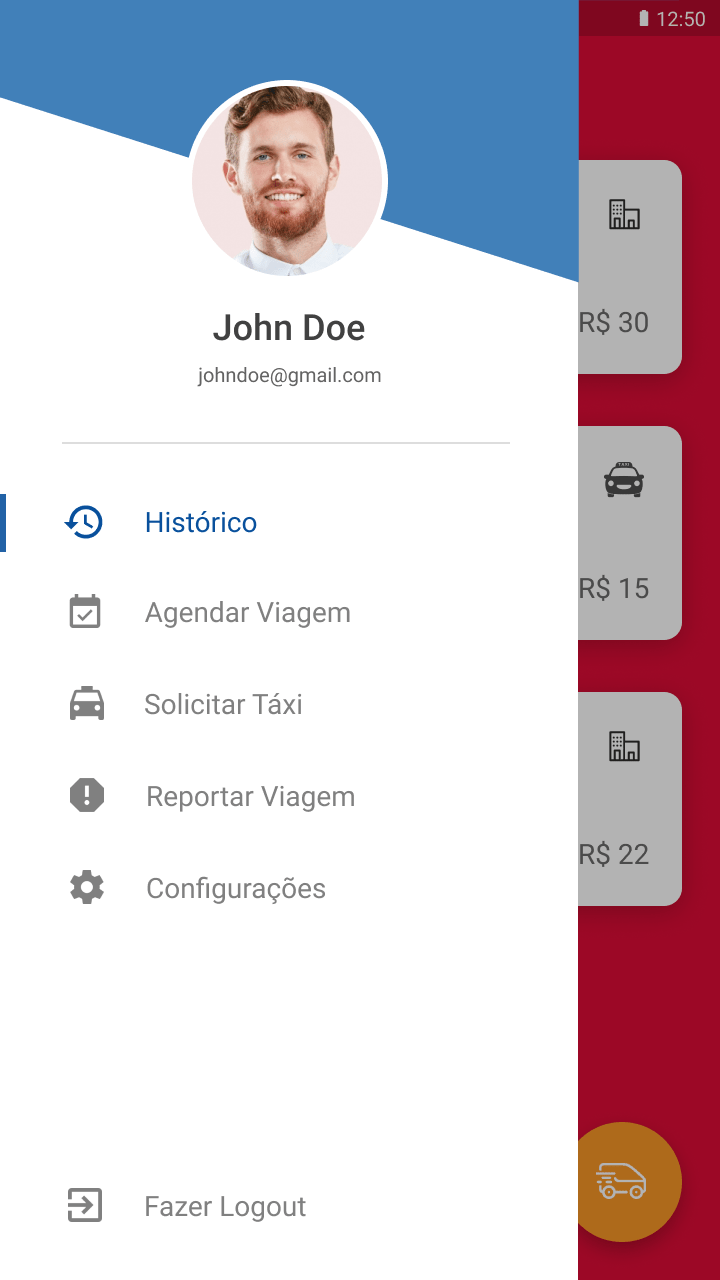 12:50
John Doe
johndoe@gmail.com
Histórico
Agendar Viagem
Solicitar Táxi
Reportar Viagem
Configurações
Fazer Logout
R$ 30
TAXI
R$ 15
R$ 22